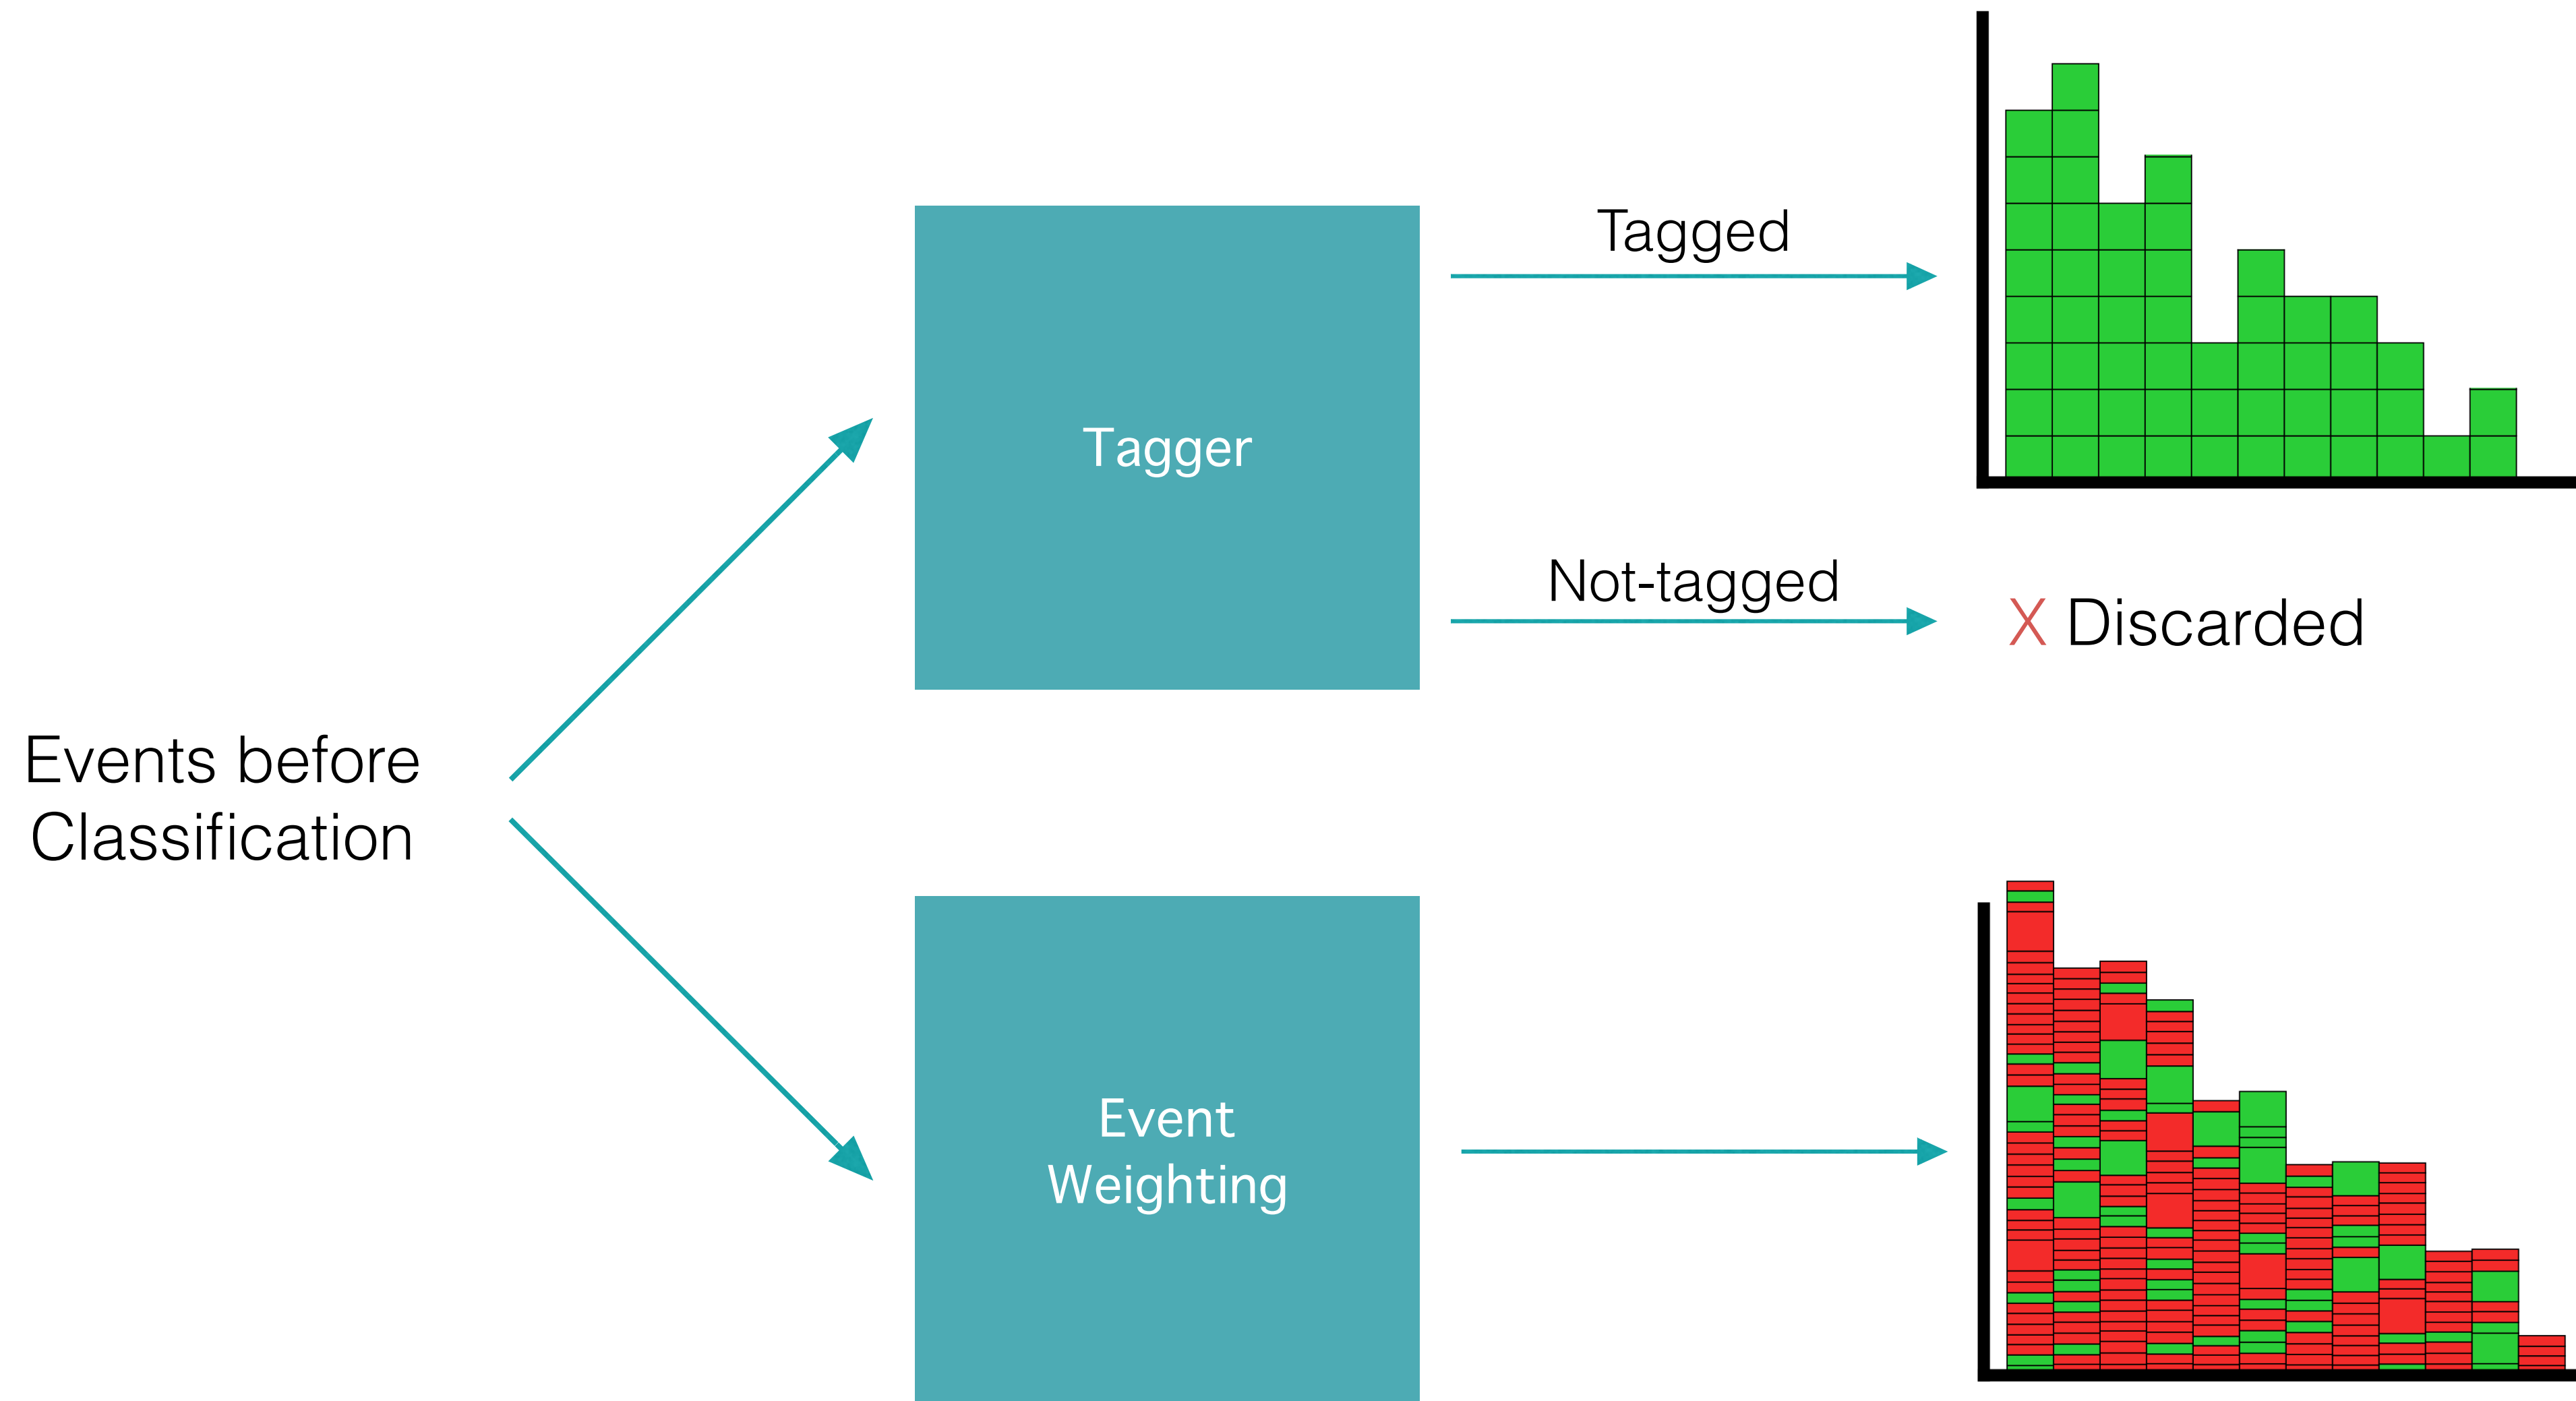 Events before
Classification
Tagger
Tagged
Not-tagged
X Discarded
Event
Weighting